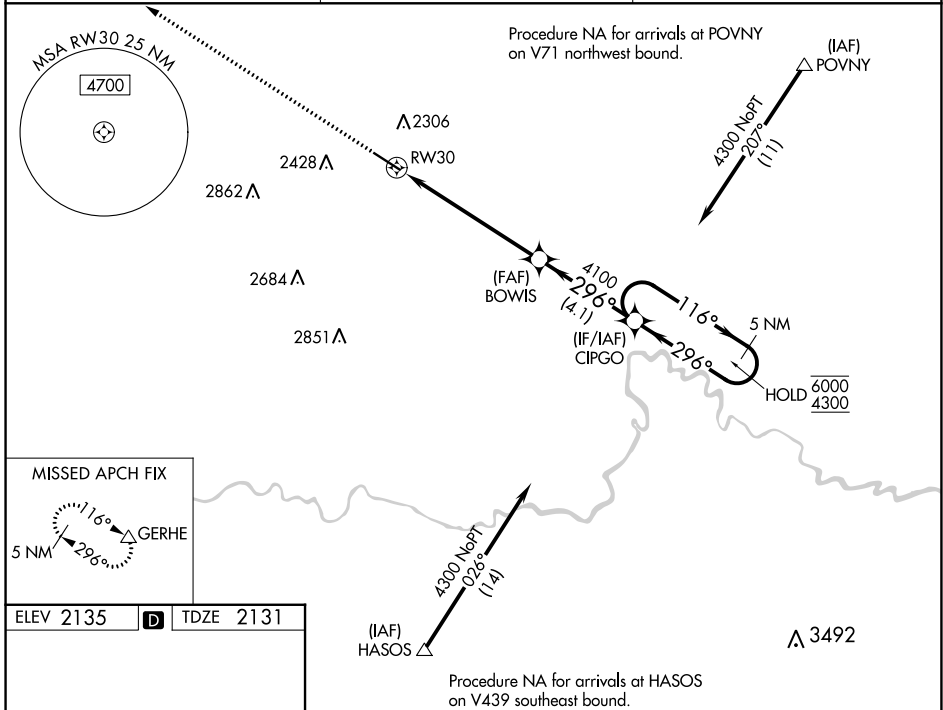 MSA RW30 25 NM
4700
Procedure NA for arrivals at POVNY
on V71 northwest bound.
(IAF)
POVNY
4300 NoPT
207°
(11)
2306
RW30
2428
2862
2684
2851
(FAF)
BOWIS
4100
296°
(4.1)
(IF/IAF)
CIPGO
116°
296°
5 NM
HOLD 6000
4300
MISSED APCH FIX
116°
296°
5 NM
GERHE
4300 NoPT
026°
(14)
(IAF)
HASOS
3492
ELEV 2135 D TDZE 2131
Procedure NA for arrivals at HASOS
on V439 southeast bound.